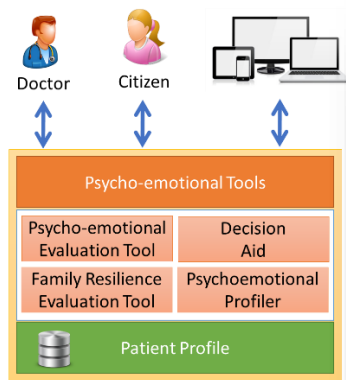 Doctor
Citizen
Psycho-emotional Tools
Psycho-emotional
Evaluation Tool
Decision
Aid
Family Resilience
Evaluation Tool
Psychoemotional
Profiler
Patient Profile